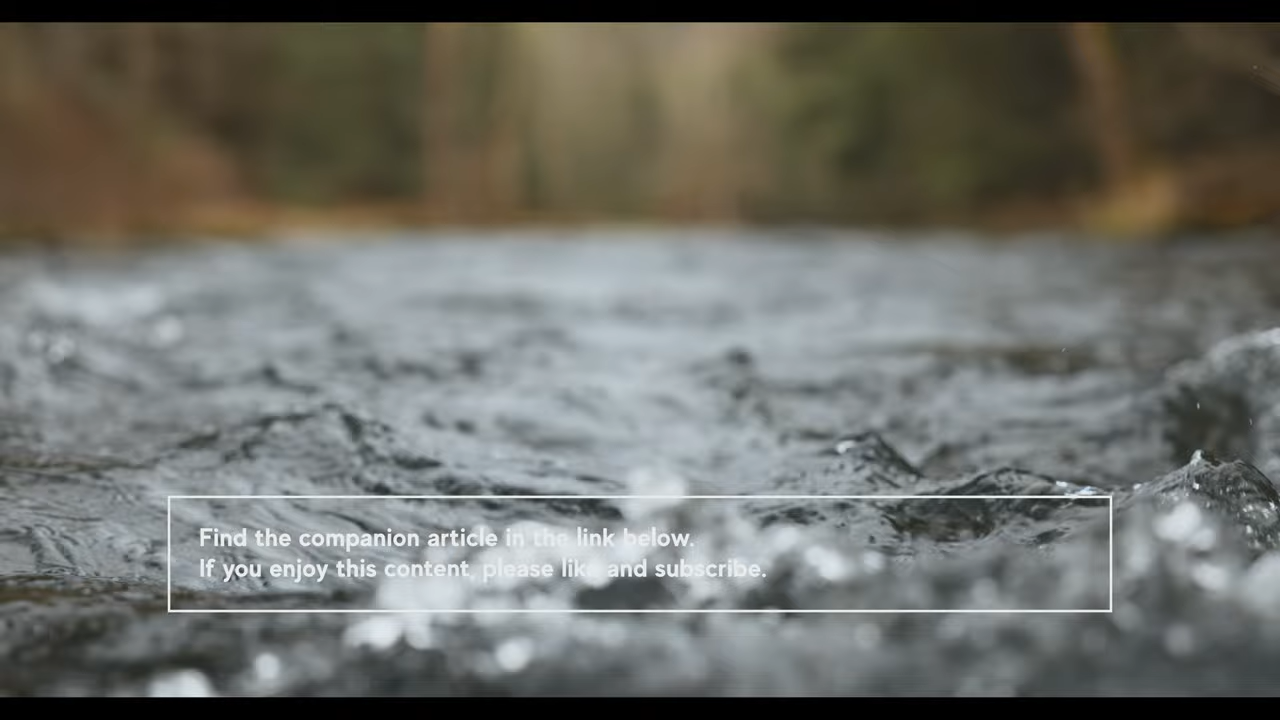 Find the companion article in the link below.
If you enjoy this content, please like and subscribe.